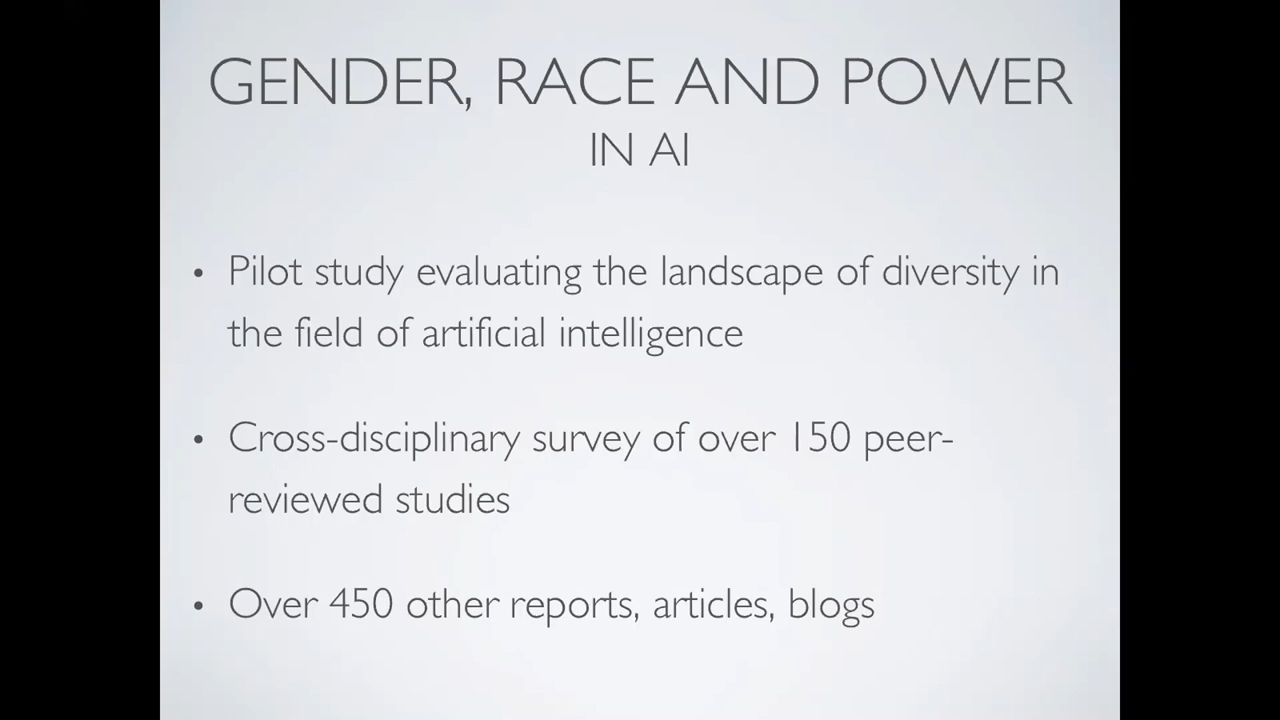 GENDER, RACE AND POWER
IN AI
• Pilot study evaluating the landscape of diversity in
the field of artificial intelligence
• Cross-disciplinary survey of over 150 peer-
reviewed studies
• Over 450 other reports, articles, blogs